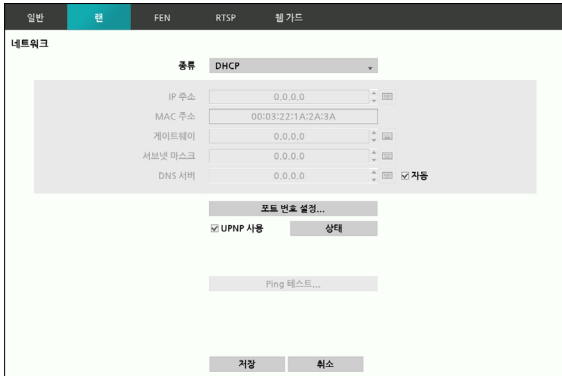 일반 랜 FEN RTSP 웹 가드
네트워크
종류 DHCP
IP 주소 0.0.0.0
MAC 주소 00:03:22:1A:2A:3A
게이트웨이 0.0.0.0
서브넷 마스크 0.0.0.0
DNS 서버 0.0.0.0 자동
포트 번호 설정...
UPNP 사용 상태
Ping 테스트...
저장 취소